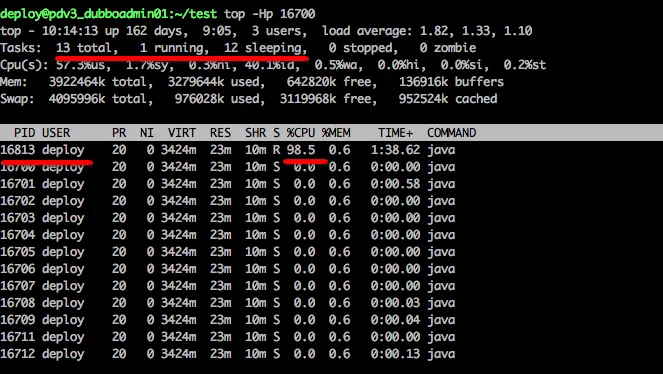 deploy@pdv3_dubboadmin01:~/test top -Hp 16700
top - 10:14:13 up 162 days,  9:05,  3 users,  load average: 1.82, 1.33, 1.10
Tasks:  13 total,   1 running,  12 sleeping,   0 stopped,   0 zombie
Cpu(s): 57.3%us,  1.7%sy,  0.3%ni, 40.1%id,  0.5%wa,  0.0%hi,  0.0%si,  0.2%st
Mem:   3922464k total,  3279644k used,   642820k free,   136916k buffers
Swap:  4095996k total,   976028k used,  3119968k free,   952524k cached
PID USER      PR  NI  VIRT  RES  SHR S %CPU %MEM    TIME+  COMMAND
16813 deploy    20   0 3424m  23m  10m R 98.5  0.6   1:38.62 java
16700 deploy    20   0 3424m  23m  10m S  0.0  0.6   0:00.00 java
16701 deploy    20   0 3424m  23m  10m S  0.0  0.6   0:00.58 java
16702 deploy    20   0 3424m  23m  10m S  0.0  0.6   0:00.00 java
16703 deploy    20   0 3424m  23m  10m S  0.0  0.6   0:00.00 java
16704 deploy    20   0 3424m  23m  10m S  0.0  0.6   0:00.00 java
16705 deploy    20   0 3424m  23m  10m S  0.0  0.6   0:00.00 java
16706 deploy    20   0 3424m  23m  10m S  0.0  0.6   0:00.00 java
16707 deploy    20   0 3424m  23m  10m S  0.0  0.6   0:00.00 java
16708 deploy    20   0 3424m  23m  10m S  0.0  0.6   0:00.03 java
16709 deploy    20   0 3424m  23m  10m S  0.0  0.6   0:00.04 java
16711 deploy    20   0 3424m  23m  10m S  0.0  0.6   0:00.00 java
16712 deploy    20   0 3424m  23m  10m S  0.0  0.6   0:00.13 java